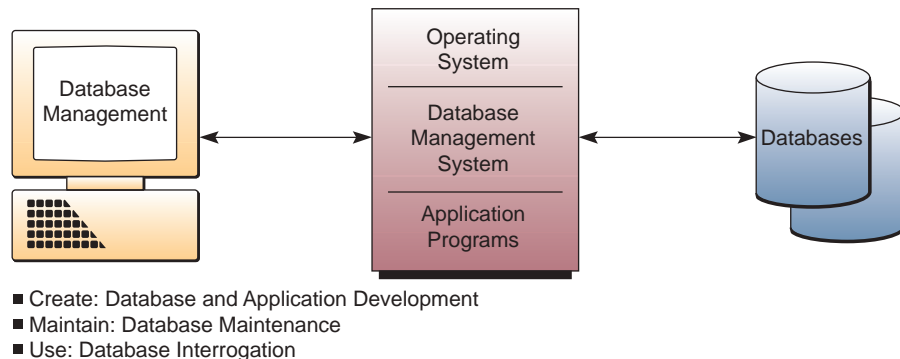 Database
Management
Operating
System
Database
Management
System
Application
Programs
Databases
■ Create: Database and Application Development
■ Maintain: Database Maintenance
■ Use: Database Interrogation